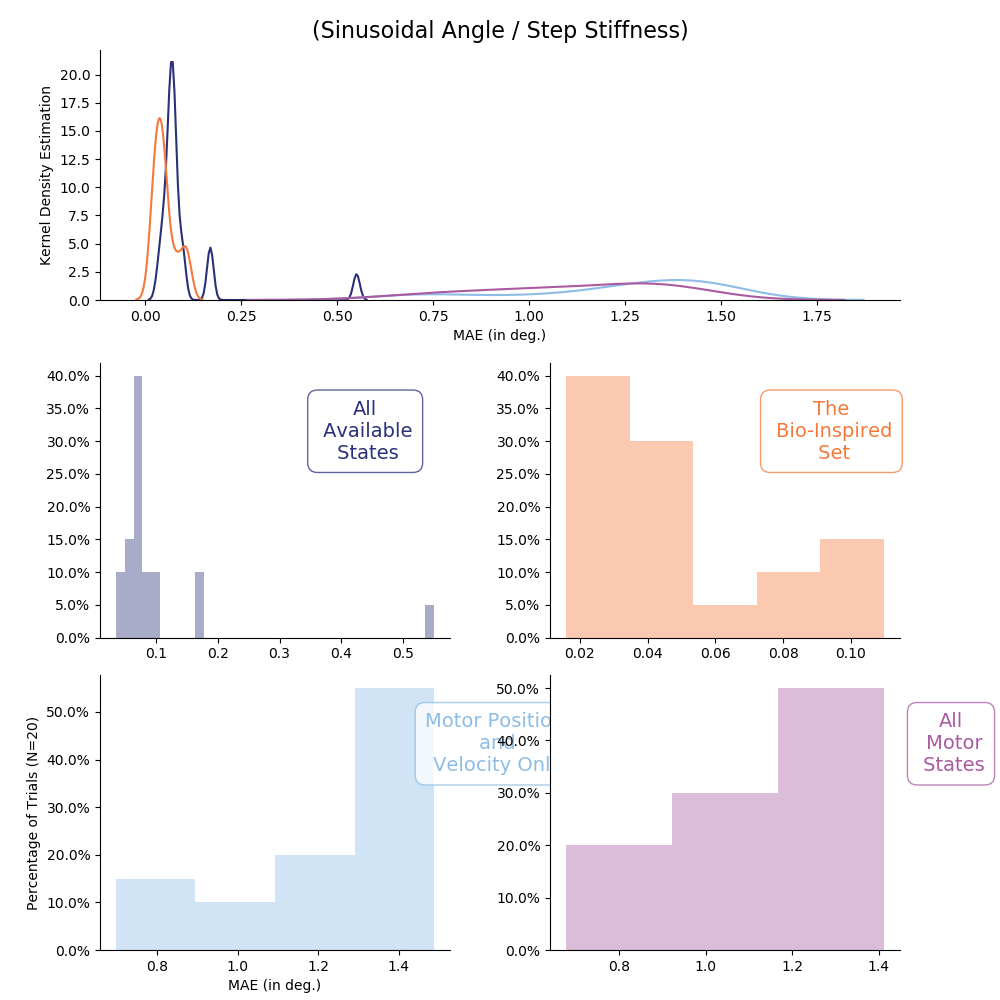 (Sinusoidal Angle / Step Stiffness)
Kernel Density Estimation
20.0
17.5
15.0
12.5
10.0
7.5
5.0
2.5
0.0
0.00 0.25 0.50 0.75 1.00 1.25 1.50 1.75
MAE (in deg.)
40.0%
35.0%
30.0%
25.0%
20.0%
15.0%
10.0%
5.0%
0.0%
All
Available
States
0.1 0.2 0.3 0.4 0.5
40.0%
35.0%
30.0%
25.0%
20.0%
15.0%
10.0%
5.0%
0.0%
The
Bio-Inspired
Set
0.02 0.04 0.06 0.08 0.10
Percentage of Trials (N=20)
50.0%
40.0%
30.0%
20.0%
10.0%
0.0%
Motor Positio
and
Velocity Onl
0.8 1.0 1.2 1.4
MAE (in deg.)
50.0%
40.0%
30.0%
20.0%
10.0%
0.0%
All
Motor
States
0.8 1.0 1.2 1.4